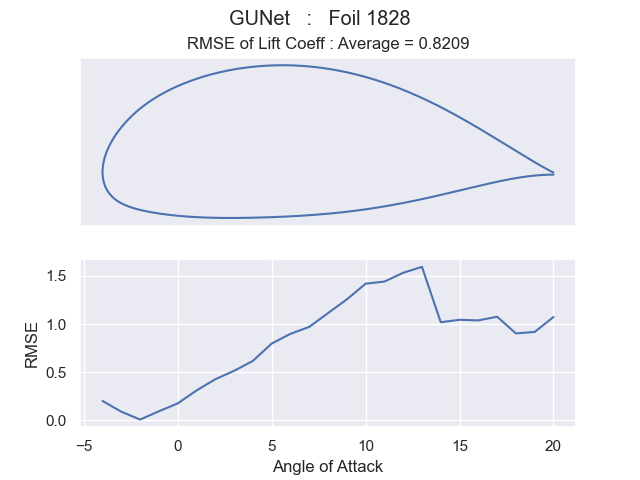 GUNet   :   Foil 1828
RMSE of Lift Coeff : Average = 0.8209
1.5
1.0
0.5
0.0
RMSE
−5 0 5 10 15 20
Angle of Attack